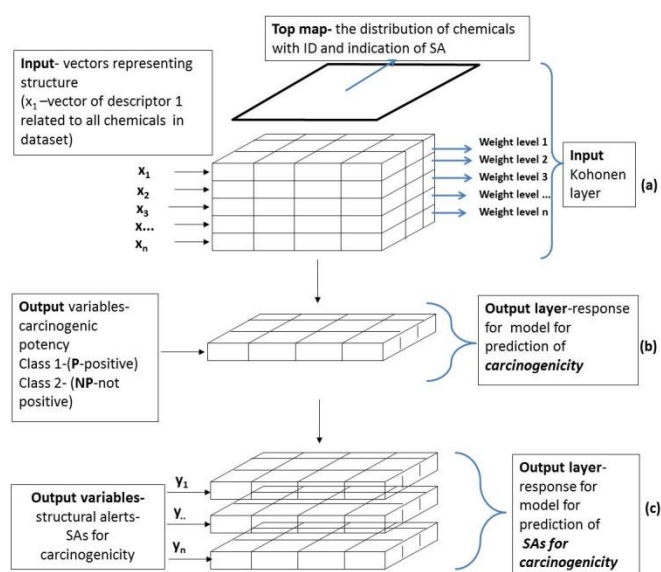 Top map- the distribution of chemicals
with ID and indication of SA
Input- vectors representing
structure
(x₁ –vector of descriptor 1
related to all chemicals in
dataset)
x₁
x₂
x₃
x...
xₙ
Weight level 1
Weight level 2
Weight level 3
Weight level ...
Weight level n
Input
Kohonen
layer
(a)
Output variables-
carcinogenic
potency
Class 1-(P-positive)
Class 2- (NP-not
positive)
Output layer-response
for model for
prediction of
carcinogenicity
(b)
Output variables-
structural alerts-
SAs for
carcinogenicity
y₁
y..
yₙ
Output layer-
response for
model for
prediction of
SAs for
carcinogenicity
(c)